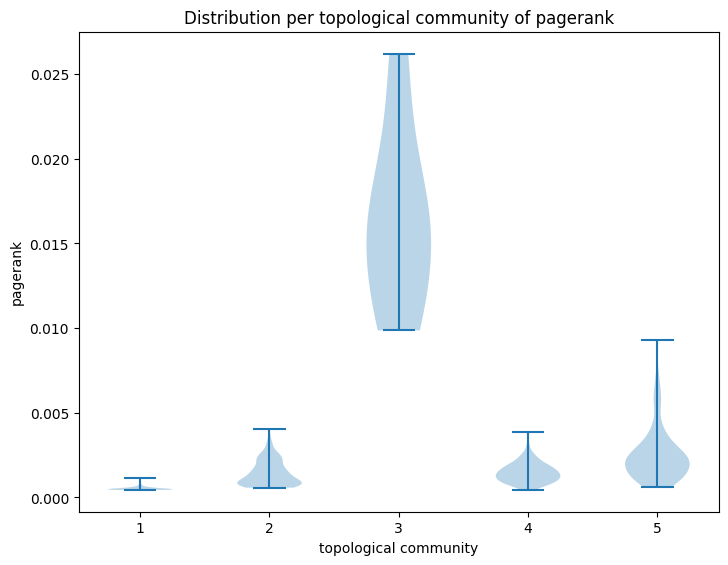 Distribution per topological community of pagerank
0.025
0.020
0.015
0.010
0.005
0.000
pagerank
1 2 3 4 5
topological community